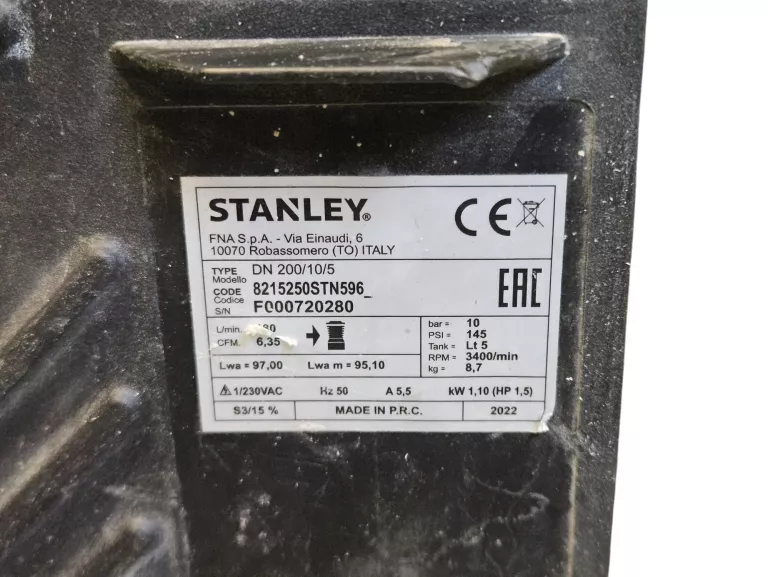 STANLEY®
CE
FNA S.p.A. - Via Einaudi, 6
10070 Robassomero (TO) ITALY
TYPE
Modello
DN 200/10/5
CODE
Codice
8215250STN596_
S/N
F000720280
EAC
L/min.
CFM. 6,35
bar = 10
PSI = 145
Tank = Lt 5
RPM = 3400/min
kg = 8,7
Lwa = 97,00 Lwa m = 95,10
1/230VAC Hz 50 A 5,5 kW 1,10 (HP 1,5)
S3/15 % MADE IN P.R.C. 2022